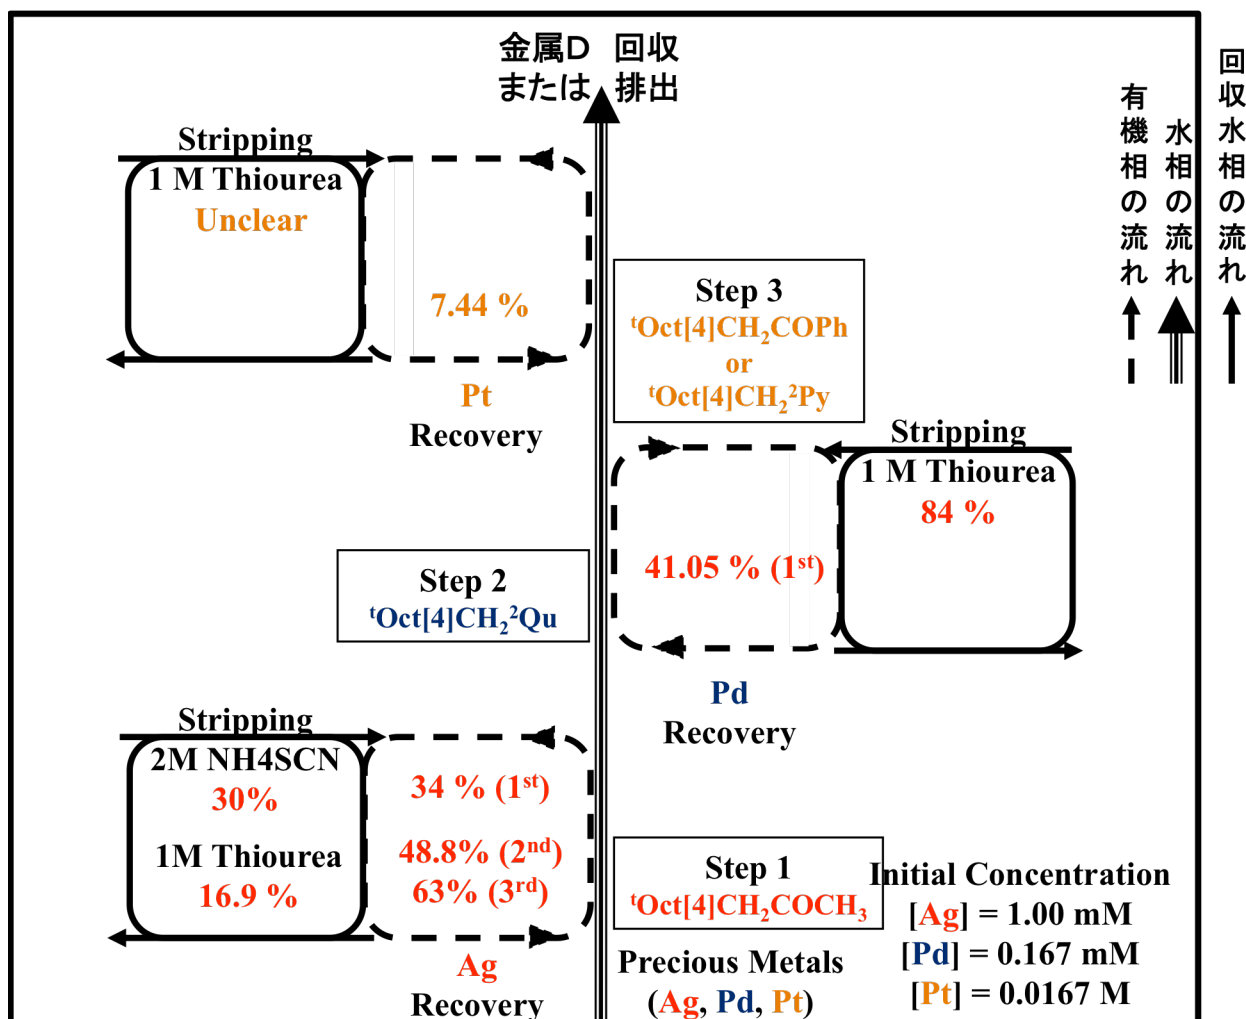 金属D 回収
または 排出
有機相の流れ
水相の流れ
回収水相の流れ
Stripping
1 M Thiourea
Unclear
7.44 %
Pt
Recovery
Step 3
ᵗOct[4]CH₂COPh
or
ᵗOct[4]CH₂²Py
Stripping
1 M Thiourea
84 %
41.05 % (1ˢᵗ)
Pd
Recovery
Step 2
ᵗOct[4]CH₂²Qu
Stripping
2M NH4SCN
30%
1M Thiourea
16.9 %
34 % (1ˢᵗ)
48.8% (2ⁿᵈ)
63% (3ʳᵈ)
Ag
Recovery
Step 1
ᵗOct[4]CH₂COCH₃
Precious Metals
(Ag, Pd, Pt)
Initial Concentration
[Ag] = 1.00 mM
[Pd] = 0.167 mM
[Pt] = 0.0167 M